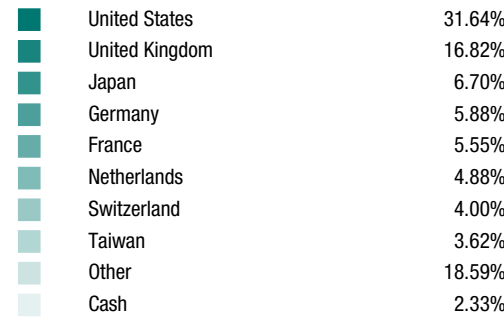 United States 31.64%
United Kingdom 16.82%
Japan 6.70%
Germany 5.88%
France 5.55%
Netherlands 4.88%
Switzerland 4.00%
Taiwan 3.62%
Other 18.59%
Cash 2.33%